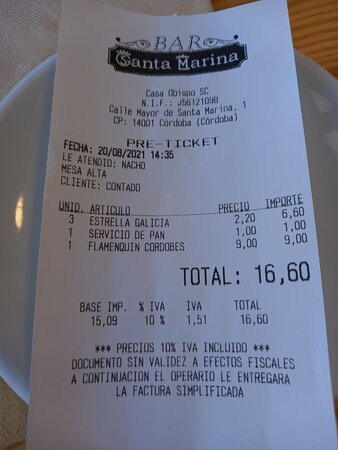 BAR
Santa Marina
Casa Obispo SC
N.I.F.: J56121098
Calle Mayor de Santa Marina, 1
CP: 14001 Córdoba (Córdoba)
PRE-TICKET
FECHA: 20/08/2021 14:35
LE ATENDIO: NACHO
MESA ALTA
CLIENTE: CONTADO
UNID. ARTICULO PRECIO IMPORTE
3 ESTRELLA GALICIA 2,20 6,60
1 SERVICIO DE PAN 1,00 1,00
1 FLAMENQUIN CORDOBES 9,00 9,00
TOTAL: 16,60
BASE IMP. % IVA IVA TOTAL
15,09 10 % 1,51 16,60
*** PRECIOS 10% IVA INCLUIDO ***
DOCUMENTO SIN VALIDEZ A EFECTOS FISCALES
A CONTINUACION EL OPERARIO LE ENTREGARA
LA FACTURA SIMPLIFICADA